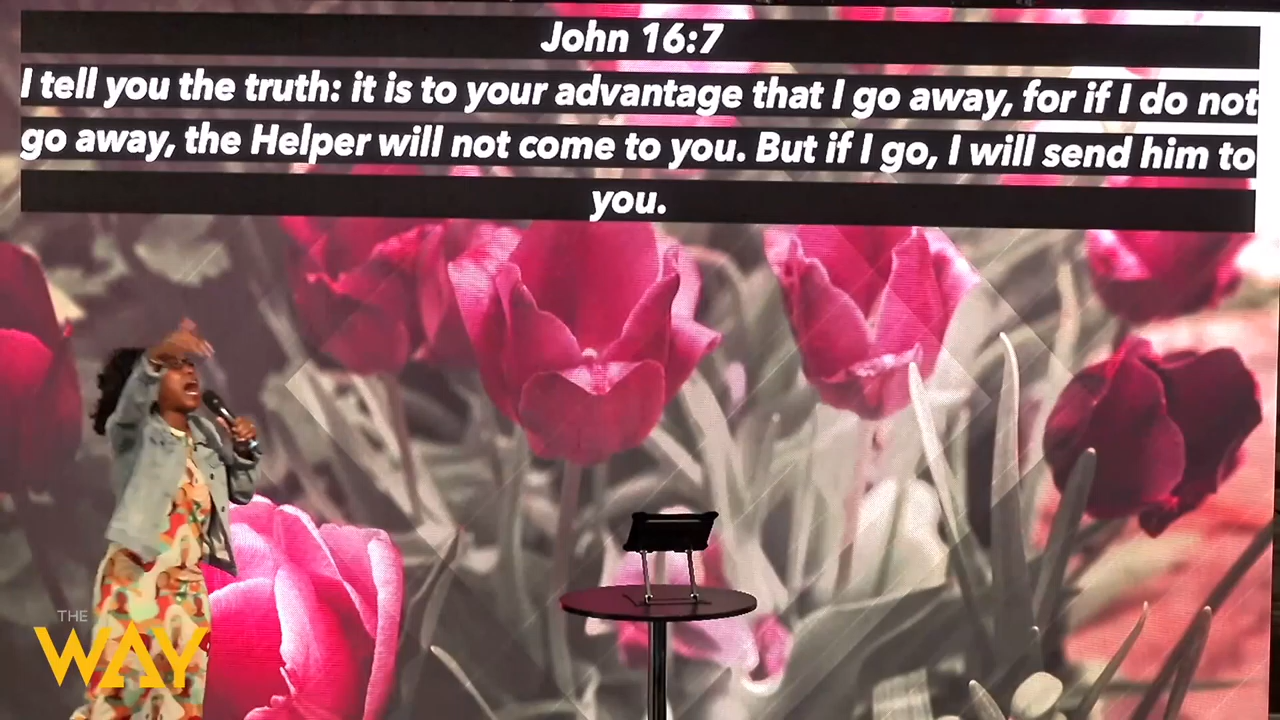 John 16:7
I tell you the truth: it is to your advantage that I go away, for if I do not
go away, the Helper will not come to you. But if I go, I will send him to
you.
THE
WAY